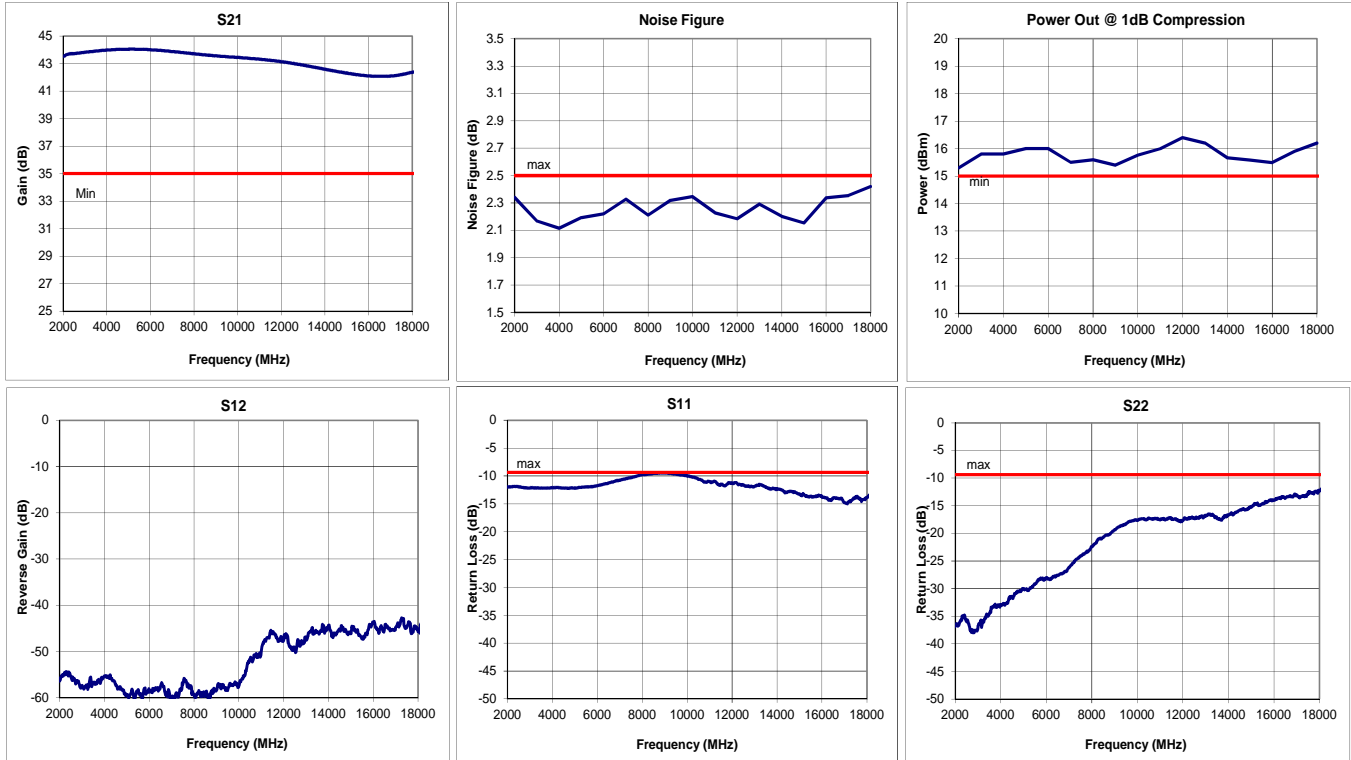 S21
Gain (dB)
45
43
41
39
37
35
33
31
29
27
25
Min
2000 4000 6000 8000 10000 12000 14000 16000 18000
Frequency (MHz)
Noise Figure
Noise Figure (dB)
3.5
3.3
3.1
2.9
2.7
2.5
2.3
2.1
1.9
1.7
1.5
max
2000 4000 6000 8000 10000 12000 14000 16000 18000
Frequency (MHz)
Power Out @ 1dB Compression
Power (dBm)
20
19
18
17
16
15
14
13
12
11
10
min
2000 4000 6000 8000 10000 12000 14000 16000 18000
Frequency (MHz)
S12
Reverse Gain (dB)
0
-10
-20
-30
-40
-50
-60
2000 4000 6000 8000 10000 12000 14000 16000 18000
Frequency (MHz)
S11
Return Loss (dB)
0
-5
-10
-15
-20
-25
-30
-35
-40
-45
-50
max
2000 4000 6000 8000 10000 12000 14000 16000 18000
Frequency (MHz)
S22
Return Loss (dB)
0
-5
-10
-15
-20
-25
-30
-35
-40
-45
-50
max
2000 4000 6000 8000 10000 12000 14000 16000 18000
Frequency (MHz)